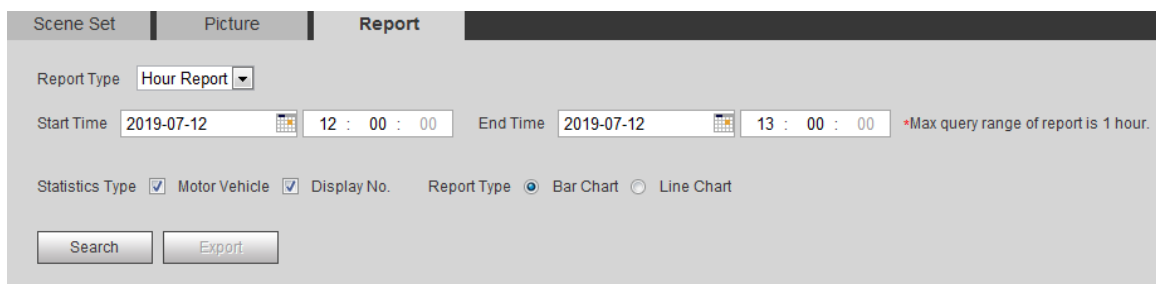 Scene Set Picture Report
Report Type Hour Report
Start Time 2019-07-12 12 : 00 : 00 End Time 2019-07-12 13 : 00 : 00 *Max query range of report is 1 hour.
Statistics Type Motor Vehicle Display No. Report Type Bar Chart Line Chart
Search Export